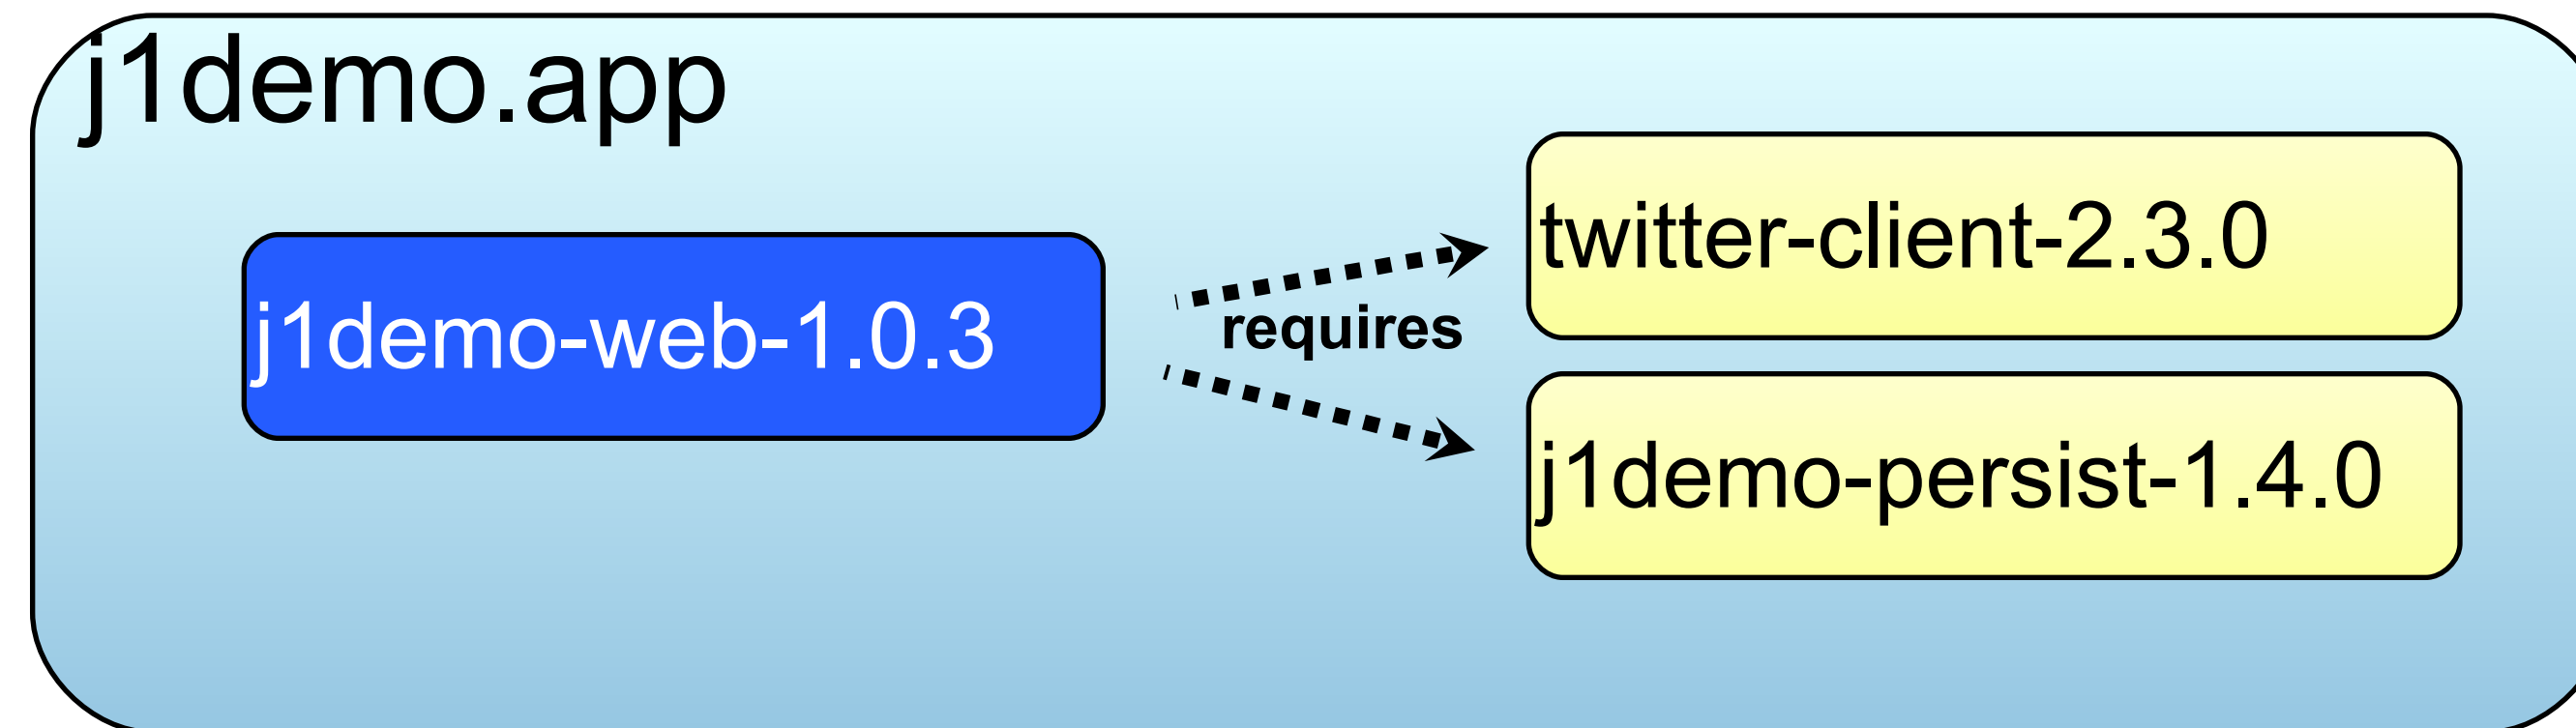 j1demo.app
twitter-client-2.3.0
j1demo-web-1.0.3
requires
j1demo-persist-1.4.0